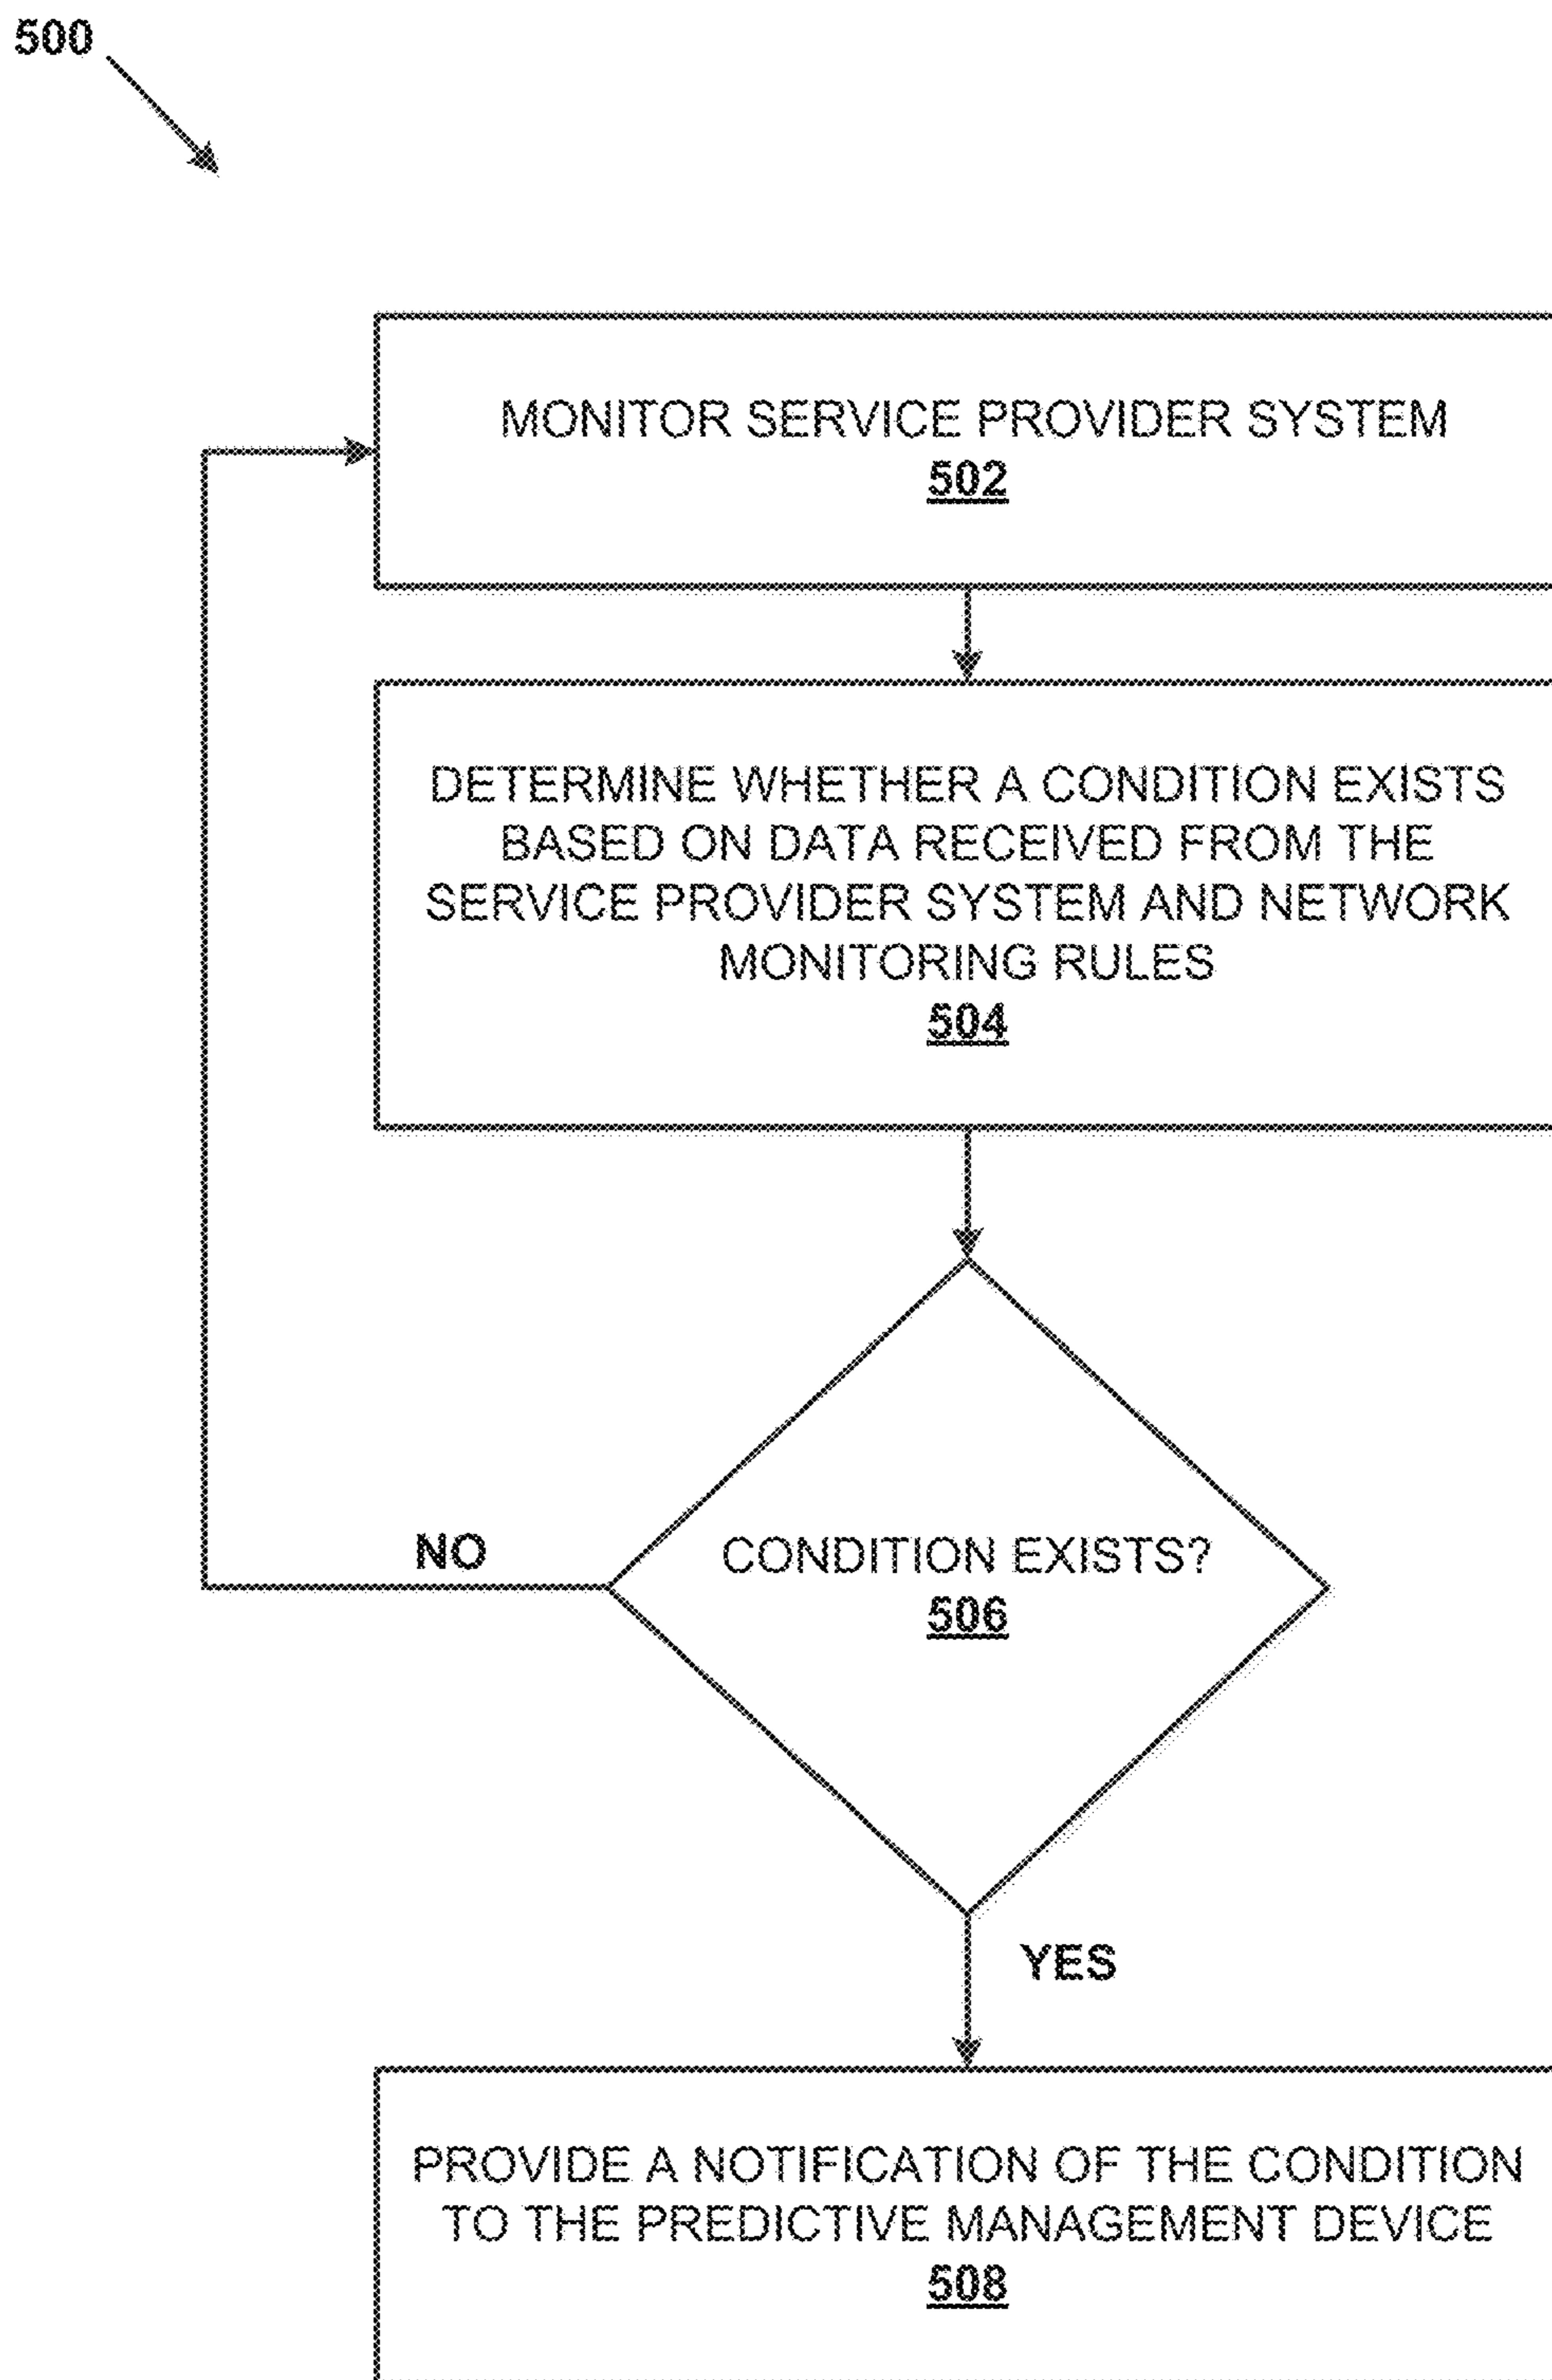 500
MONITOR SERVICE PROVIDER SYSTEM
502
DETERMINE WHETHER A CONDITION EXISTS
BASED ON DATA RECEIVED FROM THE
SERVICE PROVIDER SYSTEM AND NETWORK
MONITORING RULES
504
CONDITION EXISTS?
506
NO
YES
PROVIDE A NOTIFICATION OF THE CONDITION
TO THE PREDICTIVE MANAGEMENT DEVICE
508